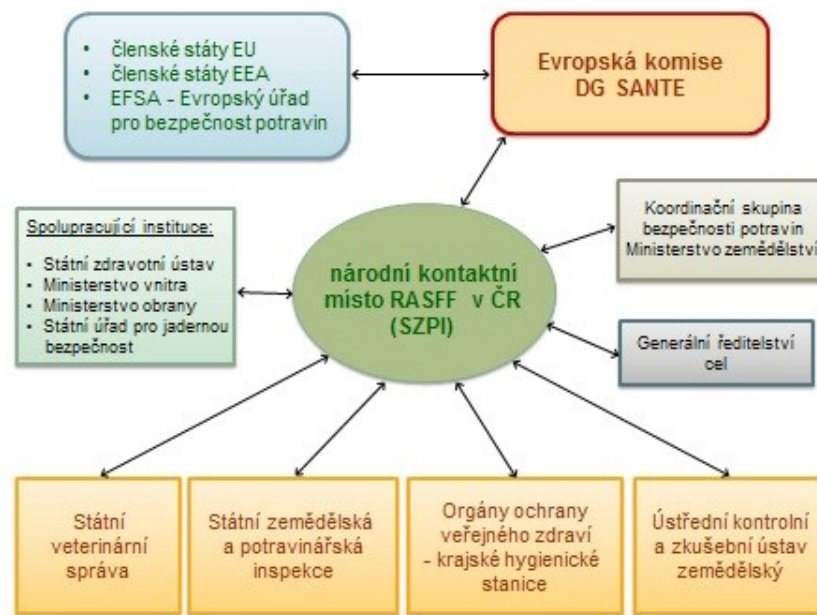 • členské státy EU
• členské státy EEA
• EFSA - Evropský úřad
pro bezpečnost potravin
Evropská komise
DG SANTE
Spolupracující instituce:
▪ Státní zdravotní ústav
▪ Ministerstvo vnitra
▪ Ministerstvo obrany
▪ Státní úřad pro jadernou
bezpečnost
národní kontaktní
místo RASFF v ČR
(SZPI)
Koordinační skupina
bezpečnosti potravin
Ministerstvo zemědělství
Generální ředitelství
cel
Státní
veterinární
správa
Státní zemědělská
a potravinářská
inspekce
Orgány ochrany
veřejného zdraví
- krajské hygienické
stanice
Ústřední kontrolní
a zkušební ústav
zemědělský